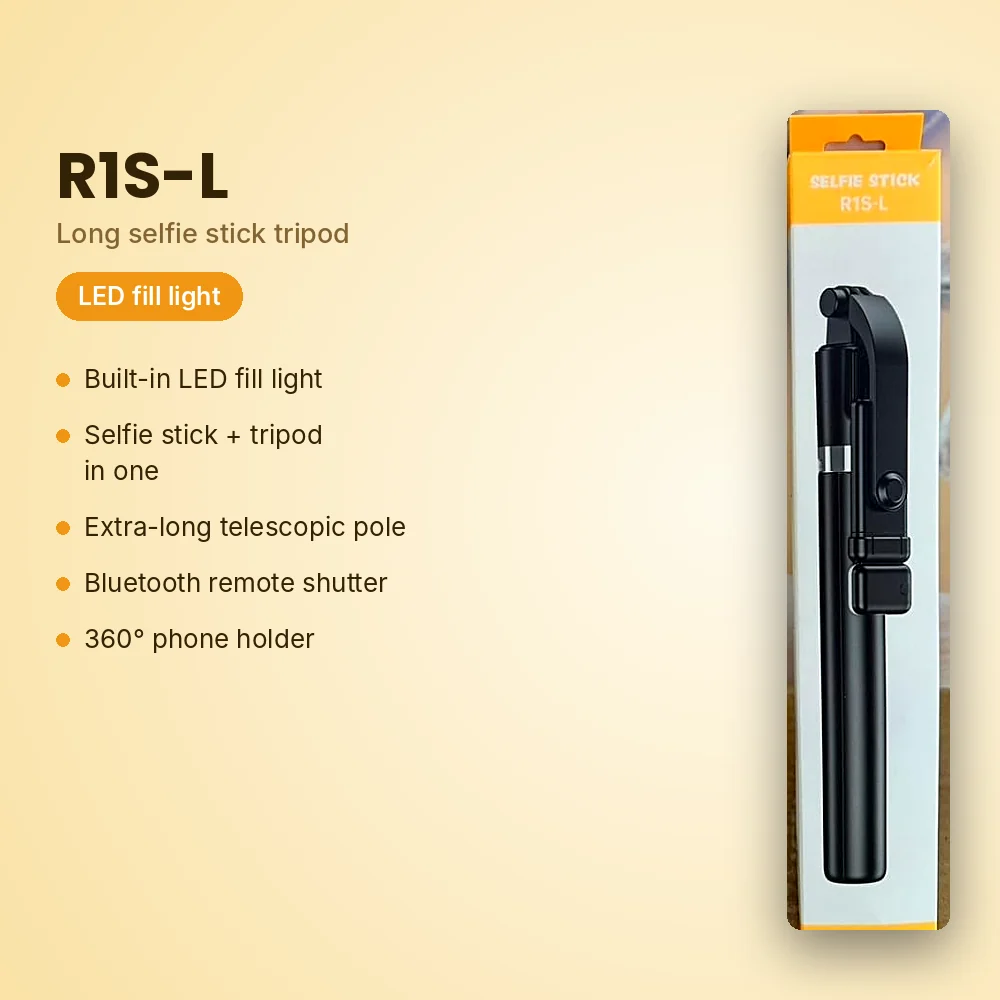 R1S-L
Long selfie stick tripod
LED fill light
Built-in LED fill light
Selfie stick + tripod
in one
Extra-long telescopic pole
Bluetooth remote shutter
360° phone holder
SELFIE STICK
R1S-L